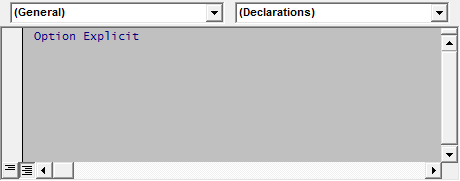 (General)
(Declarations)
Option Explicit